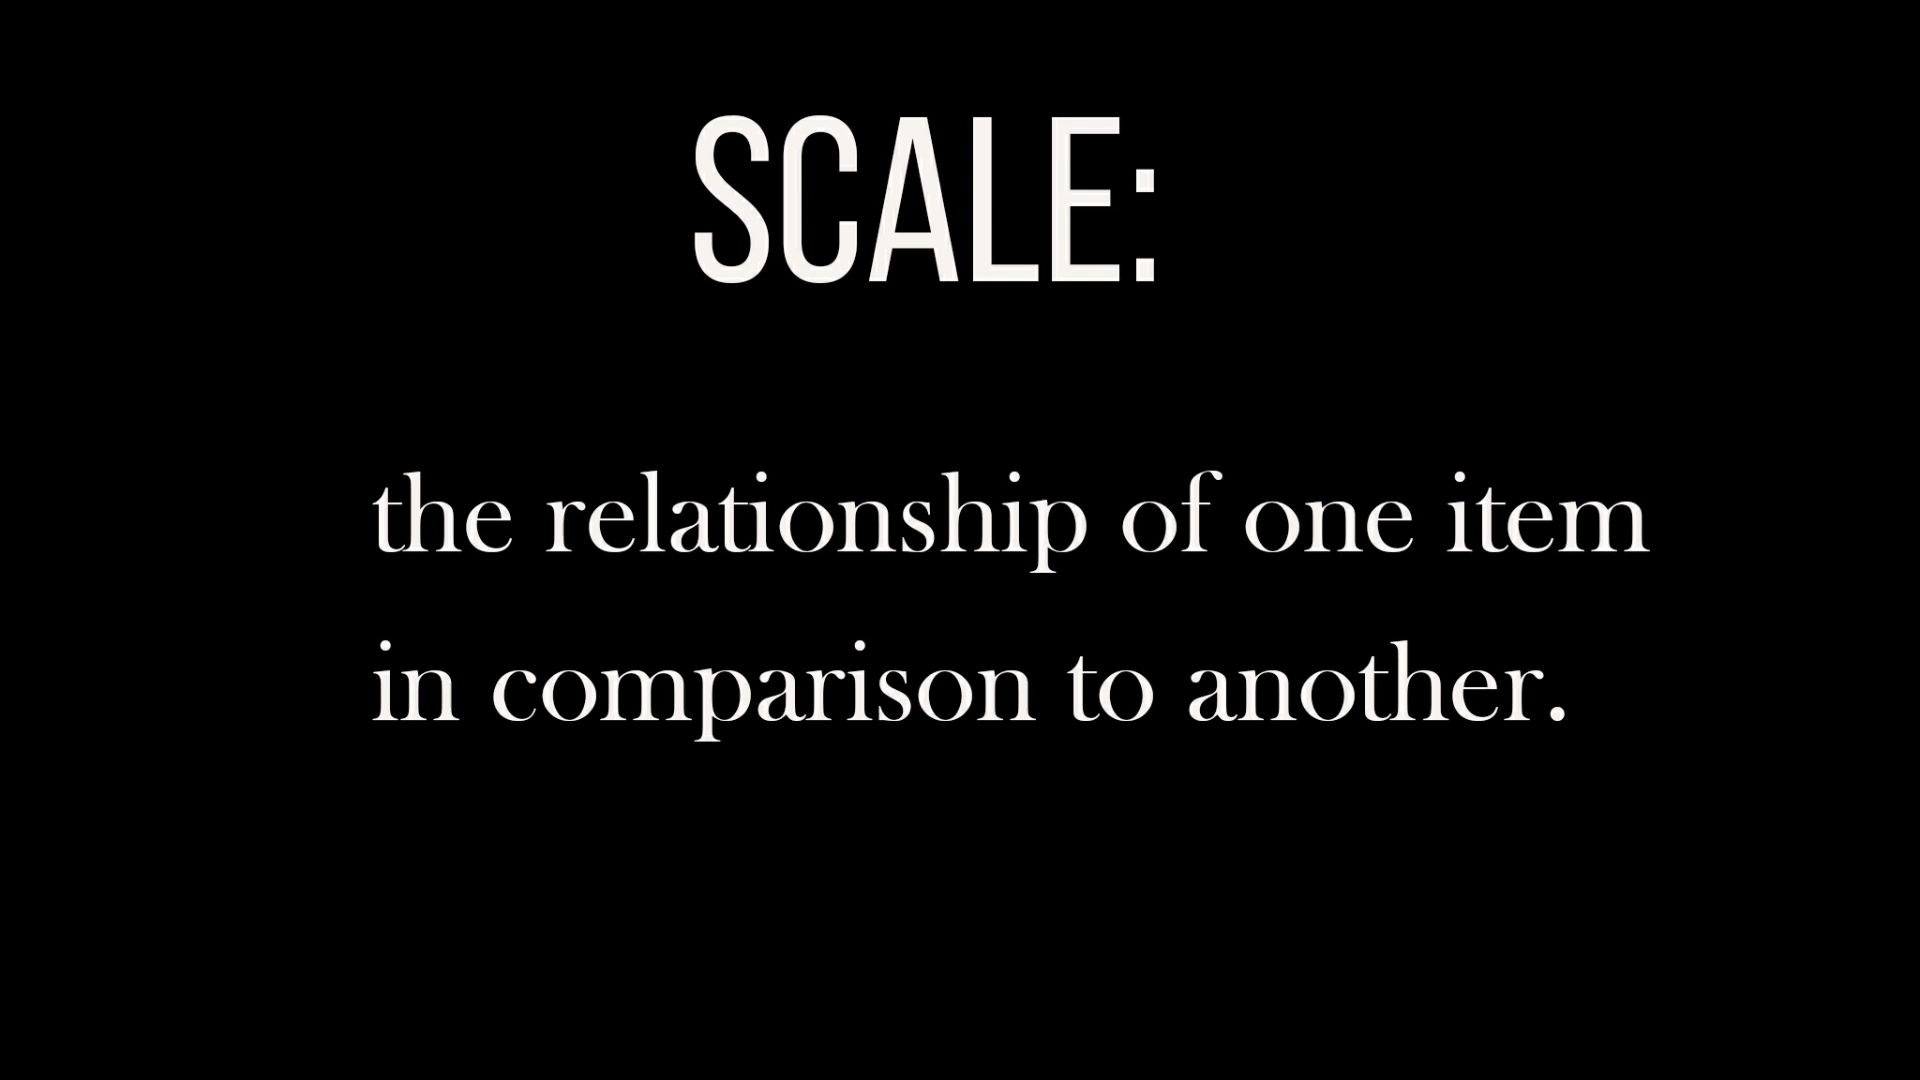 SCALE:
the relationship of one item
in comparison to another.